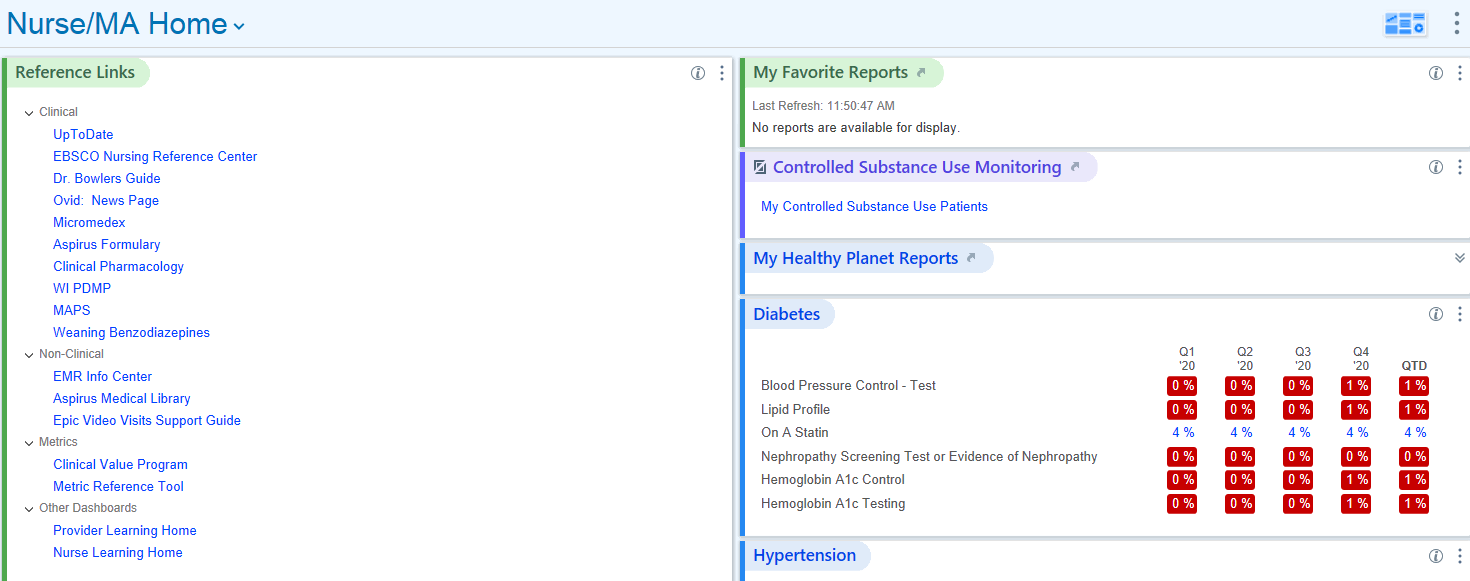 Nurse/MA Home
Reference Links
Clinical
UpToDate
EBSCO Nursing Reference Center
Dr. Bowlers Guide
Ovid:  News Page
Micromedex
Aspirus Formulary
Clinical Pharmacology
WI PDMP
MAPS
Weaning Benzodiazepines
Non-Clinical
EMR Info Center
Aspirus Medical Library
Epic Video Visits Support Guide
Metrics
Clinical Value Program
Metric Reference Tool
Other Dashboards
Provider Learning Home
Nurse Learning Home
My Favorite Reports
Last Refresh: 11:50:47 AM
No reports are available for display.
Controlled Substance Use Monitoring
My Controlled Substance Use Patients
My Healthy Planet Reports
Diabetes
Q1 Q2 Q3 Q4
'20 '20 '20 '20 QTD
Blood Pressure Control - Test 0 % 0 % 0 % 1 % 1 %
Lipid Profile 0 % 0 % 0 % 1 % 1 %
On A Statin 4 % 4 % 4 % 4 % 4 %
Nephropathy Screening Test or Evidence of Nephropathy 0 % 0 % 0 % 0 % 0 %
Hemoglobin A1c Control 0 % 0 % 0 % 1 % 1 %
Hemoglobin A1c Testing 0 % 0 % 0 % 1 % 1 %
Hypertension